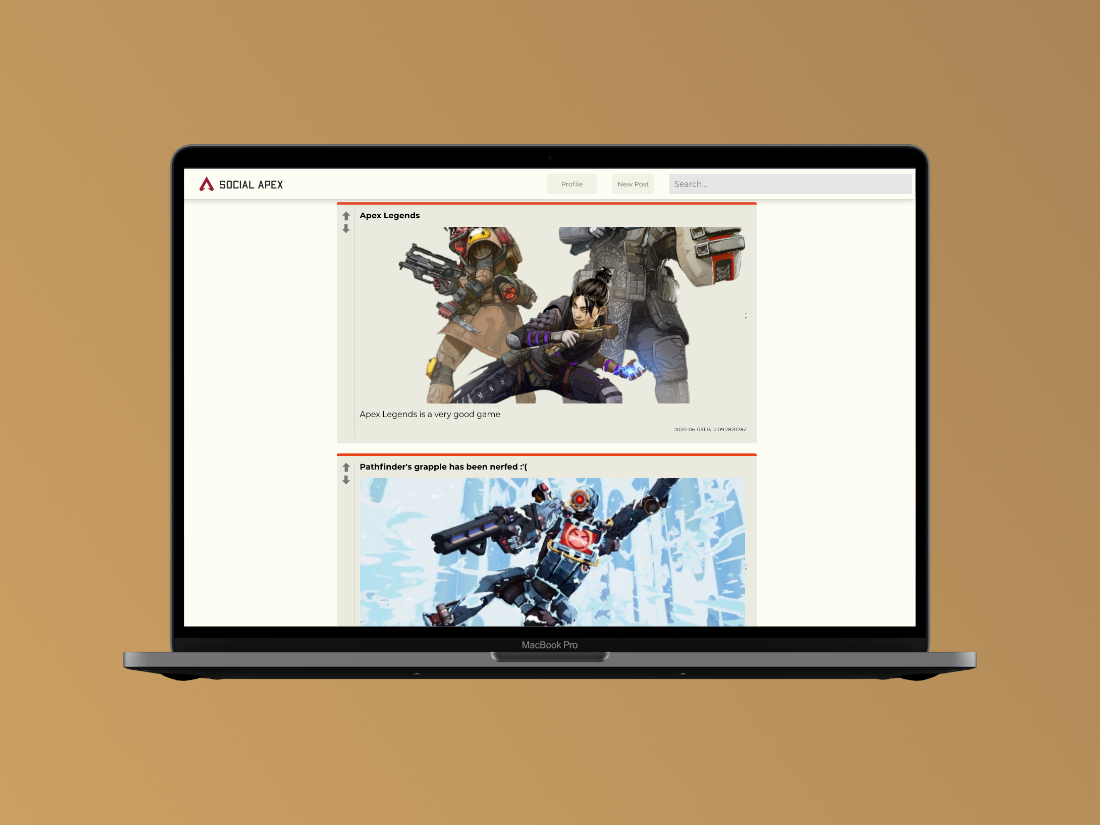 SOCIAL APEX
Profile
New Post
Search...
Apex Legends
Apex Legends is a very good game
Pathfinder's grapple has been nerfed :'(
MacBook Pro